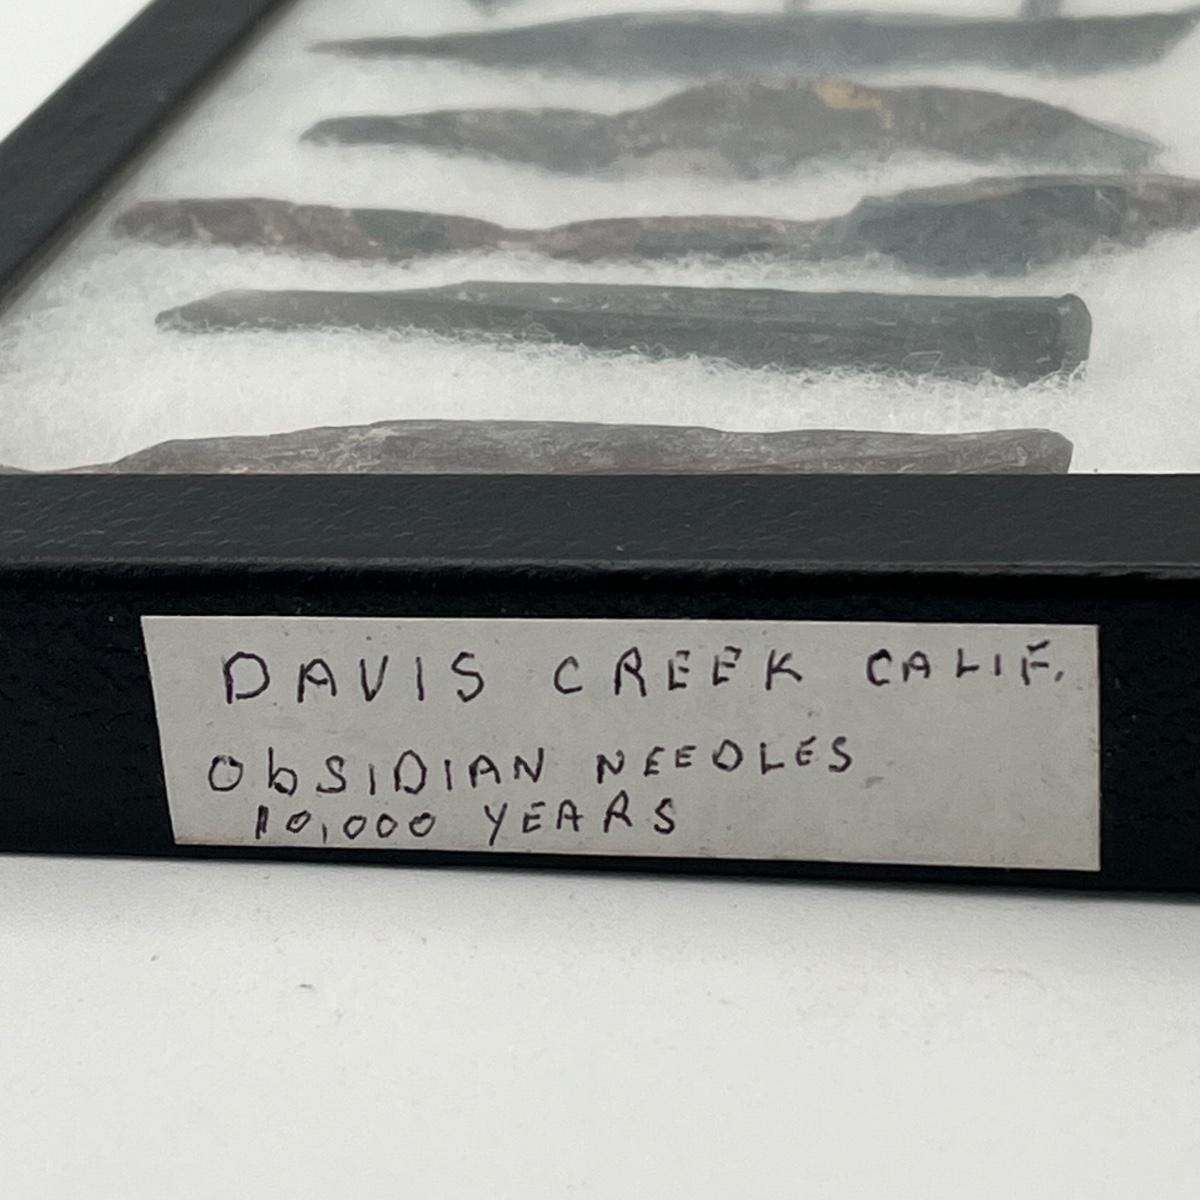 DAVIS CREEK CALIF.
ObSIDIAN NEEDLES
10,000 YEARS